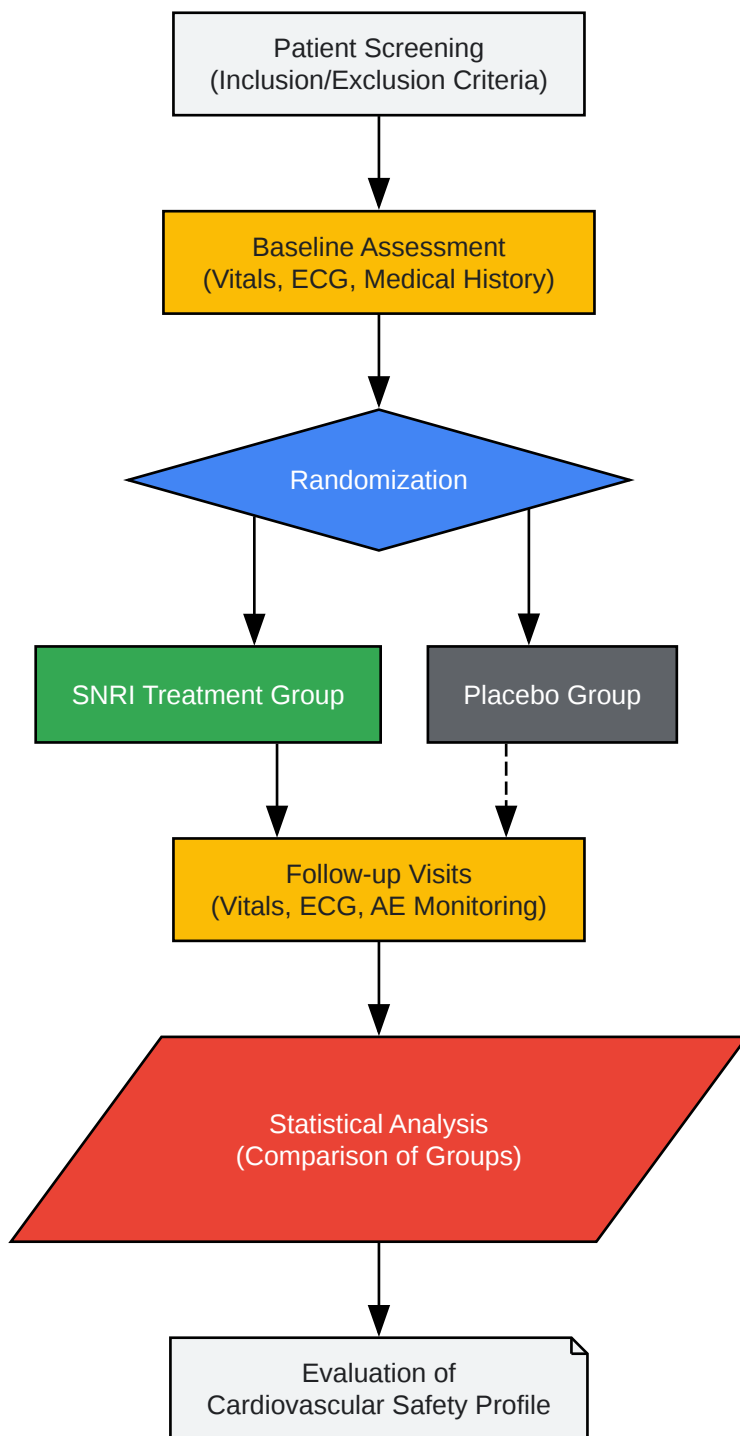 Patient Screening
(Inclusion/Exclusion Criteria)
Baseline Assessment
(Vitals, ECG, Medical History)
Randomization
SNRI Treatment Group
Placebo Group
Follow-up Visits
(Vitals, ECG, AE Monitoring)
Statistical Analysis
(Comparison of Groups)
Evaluation of
Cardiovascular Safety Profile